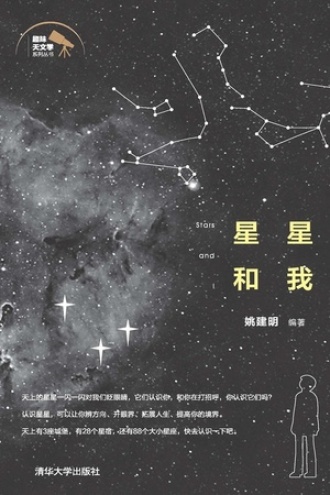 趣味
天文学
系列丛书
Stars
and
I
星星
和我
姚建明 编著
天上的星星一闪一闪对我们眨眼睛，它们认识你，和你在打招呼，你认识它们吗？
认识星星，可以让你辨方向、开眼界、拓展人生、提高你的境界。
天上有3座城堡，有28个星宿，还有88个大小星座，快去认识一下吧。
清华大学出版社